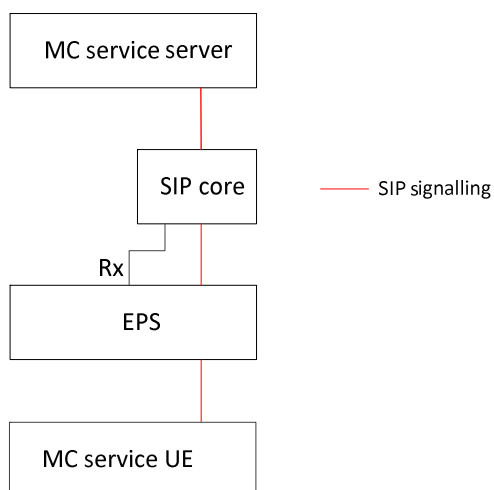 MC service server
SIP core
SIP signalling
Rx
EPS
MC service UE